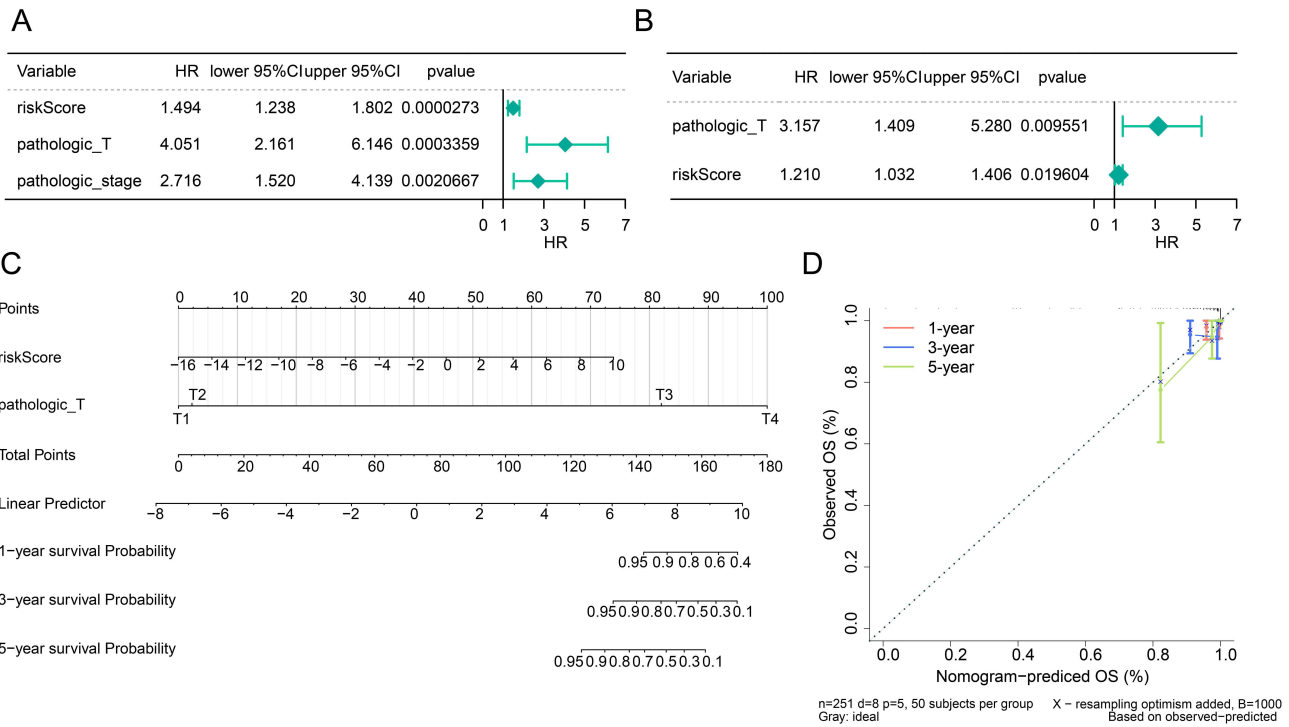 A
Variable HR lower 95%CI upper 95%CI pvalue
riskScore 1.494 1.238 1.802 0.0000273
pathologic_T 4.051 2.161 6.146 0.0003359
pathologic_stage 2.716 1.520 4.139 0.0020667
0 1 3 5 7
HR
B
Variable HR lower 95%CI upper 95%CI pvalue
pathologic_T 3.157 1.409 5.280 0.009551
riskScore 1.210 1.032 1.406 0.019604
0 1 3 5 7
HR
C
Points 0 10 20 30 40 50 60 70 80 90 100
riskScore −16 −14 −12 −10 −8 −6 −4 −2 0 2 4 6 8 10
T2 T3
pathologic_T
T1 T4
Total Points 0 20 40 60 80 100 120 140 160 180
Linear Predictor −8 −6 −4 −2 0 2 4 6 8 10
1−year survival Probability 0.95 0.9 0.8 0.6 0.4
3−year survival Probability 0.95 0.9 0.8 0.7 0.5 0.3 0.1
5−year survival Probability 0.95 0.9 0.8 0.7 0.5 0.3 0.1
D
1-year
3-year
5-year
Observed OS (%)
0.0 0.2 0.4 0.6 0.8 1.0
0.0 0.2 0.4 0.6 0.8 1.0
Nomogram−prediced OS (%)
n=251 d=8 p=5, 50 subjects per group X − resampling optimism added, B=1000
Gray: ideal Based on observed−predicted